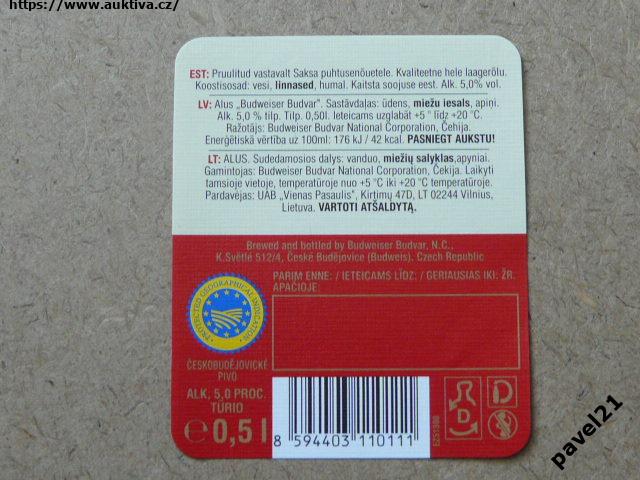 https://www.auktiva.cz/
EST: Pruulitud vastavalt Saksa puhtusenõuetele. Kvaliteetne hele laagerõlu.
Koostisosad: vesi, linnased, humal. Kaitsta soojuse eest. Alk. 5,0% vol.
LV: Alus „Budweiser Budvar". Sastāvdaļas: ūdens, miežu iesals, apiņi.
Alk. 5,0 % tilp. Tilp. 0,50l. Ieteicams uzglabāt +5 ° līdz +20 °C.
Ražotājs: Budweiser Budvar National Corporation, Čehija.
Enerģētiskā vērtība uz 100ml: 176 kJ / 42 kcal. PASNIEGT AUKSTU!
LT: ALUS. Sudedamosios dalys: vanduo, miežių salyklas,apyniai.
Gamintojas: Budweiser Budvar National Corporation, Čekija. Laikyti
tamsioje vietoje, temperatūroje nuo +5 °C iki +20 °C temperatūroje.
Pardavėjas: UAB „Vienas Pasaulis", Kirtimų 47D, LT 02244 Vilnius,
Lietuva. VARTOTI ATŠALDYTĄ.
Brewed and bottled by Budweiser Budvar, N.C.,
K.Světlé 512/4, České Budějovice (Budweis). Czech Republic
PARIM ENNE: / IETEICAMS LĪDZ: / GERIAUSIAS IKI: ŽR.
APAČIOJE:
PROTECTED GEOGRAPHICAL INDICATION
ČESKOBUDĚJOVICKÉ
PIVO
ALK. 5,0 PROC.
TŪRIO
e 0,5 l
8 594403 110111
D
D
pavel21